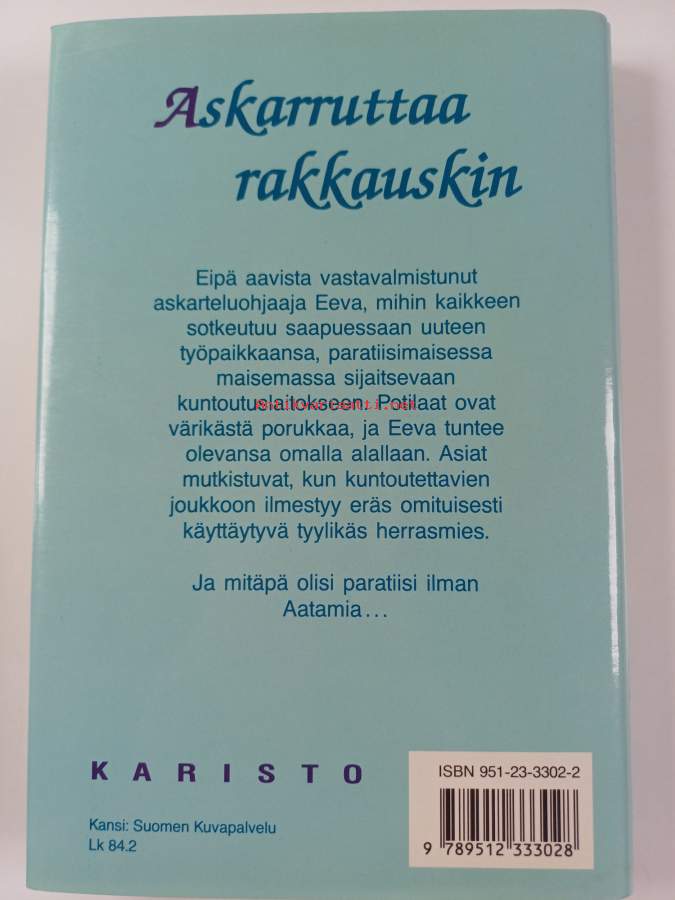 Askarruttaa
rakkauskin
Eipä aavista vastavalmistunut
askarteluohjaaja Eeva, mihin kaikkeen
sotkeutuu saapuessaan uuteen
työpaikkaansa, paratiisimaisessa
maisemassa sijaitsevaan
kuntoutuslaitokseen. Potilaat ovat
värikästä porukkaa, ja Eeva tuntee
olevansa omalla alallaan. Asiat
mutkistuvat, kun kuntoutettavien
joukkoon ilmestyy eräs omituisesti
käyttäytyvä tyylikäs herrasmies.
Ja mitäpä olisi paratiisi ilman
Aatamia...
KARISTO
Kansi: Suomen Kuvapalvelu
Lk 84.2
ISBN 951-23-3302-2
9 789512 333028